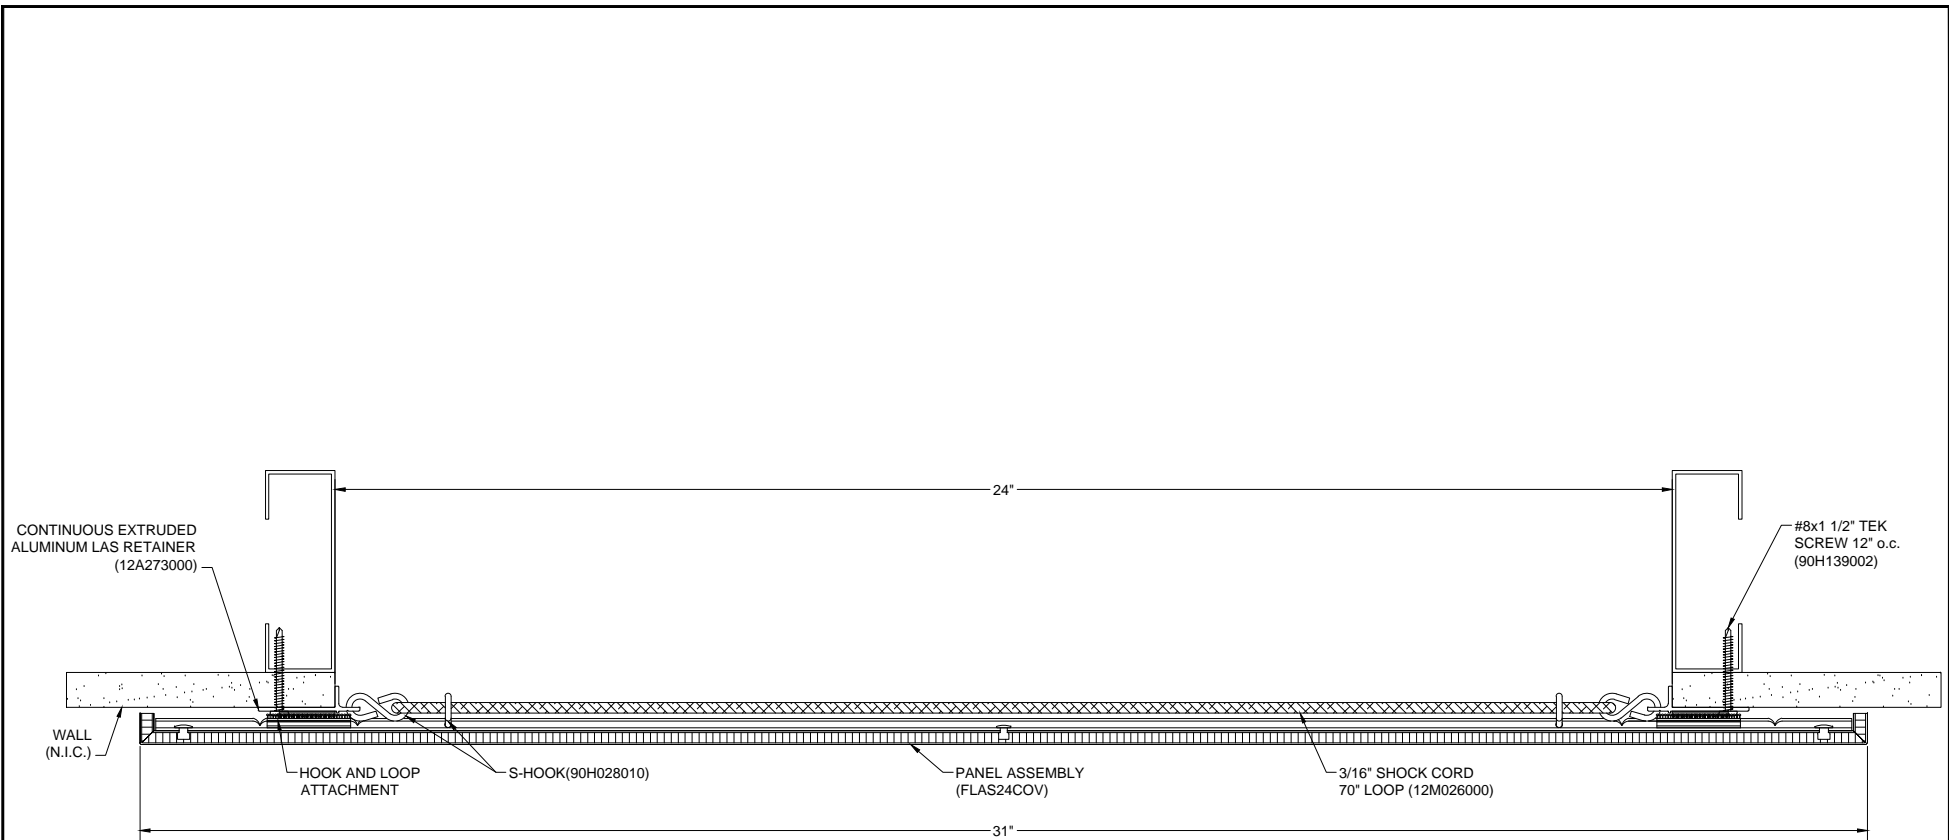 24"
CONTINUOUS EXTRUDED
ALUMINUM LAS RETAINER
(12A273000)
#8x1 1/2" TEK
SCREW 12" o.c.
(90H139002)
WALL
(N.I.C.)
HOOK AND LOOP
ATTACHMENT
S-HOOK(90H028010)
PANEL ASSEMBLY
(FLAS24COV)
3/16" SHOCK CORD
70" LOOP (12M026000)
31"